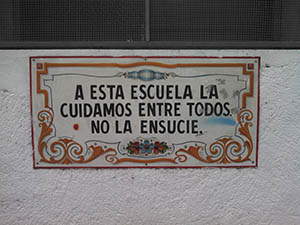 A ESTA ESCUELA LA
CUIDAMOS ENTRE TODOS.
NO LA ENSUCIE.